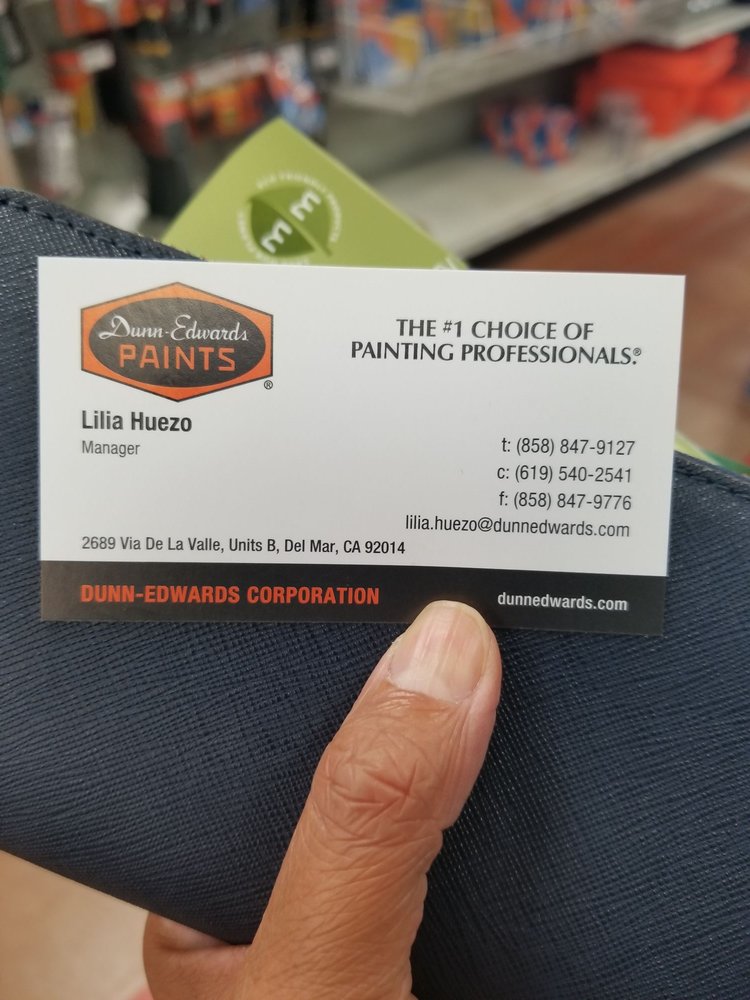 Dunn-Edwards
PAINTS
®
THE #1 CHOICE OF
PAINTING PROFESSIONALS.®
Lilia Huezo
Manager
t: (858) 847-9127
c: (619) 540-2541
f: (858) 847-9776
lilia.huezo@dunnedwards.com
2689 Via De La Valle, Units B, Del Mar, CA 92014
DUNN-EDWARDS CORPORATION
dunnedwards.com